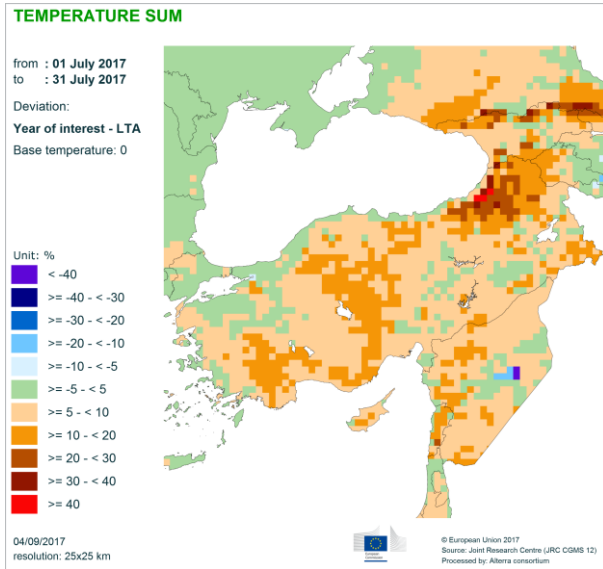 TEMPERATURE SUM
from : 01 July 2017
to : 31 July 2017
Deviation:
Year of interest - LTA
Base temperature: 0
Unit: %
< -40
>= -40 - < -30
>= -30 - < -20
>= -20 - < -10
>= -10 - < -5
>= -5 - < 5
>= 5 - < 10
>= 10 - < 20
>= 20 - < 30
>= 30 - < 40
>= 40
04/09/2017
resolution: 25x25 km
© European Union 2017
Source: Joint Research Centre (JRC CGMS 12)
Processed by: Alterra consortium